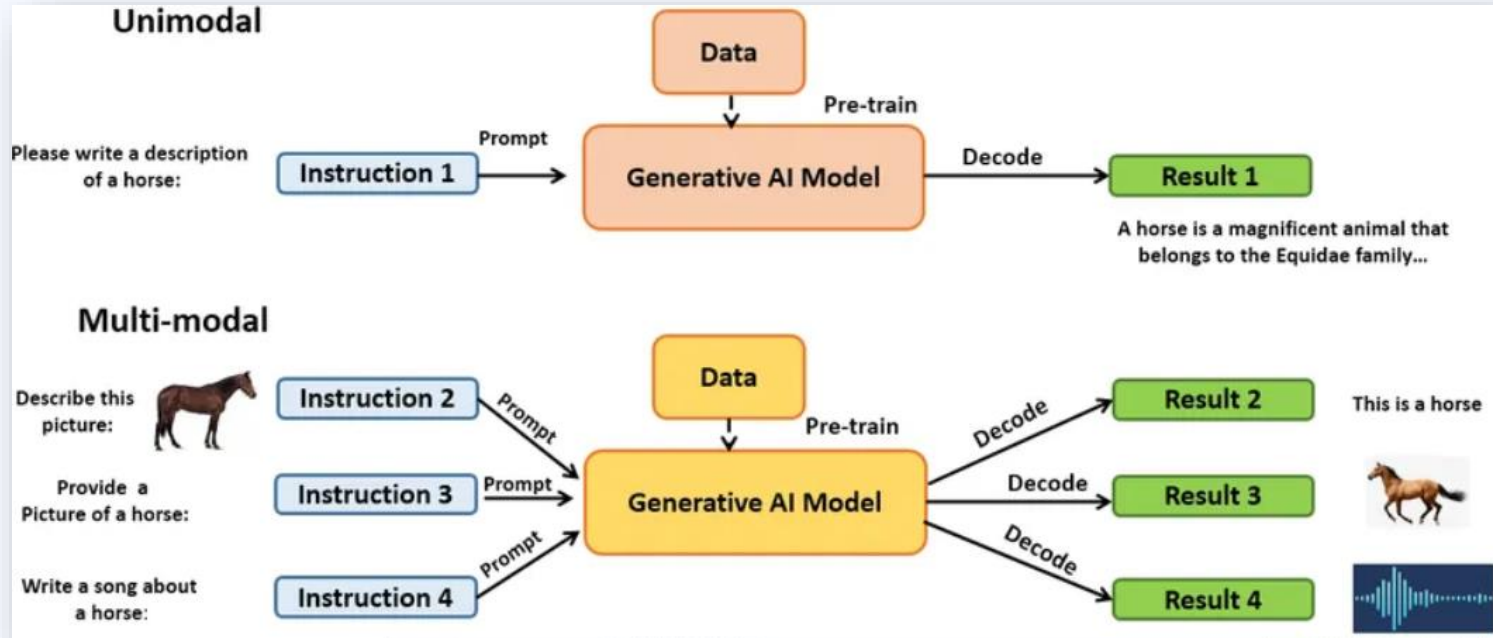 Unimodal
Data
Pre-train
Please write a description
of a horse:
Instruction 1
Prompt
Generative AI Model
Decode
Result 1
A horse is a magnificent animal that
belongs to the Equidae family...
Multi-modal
Data
Pre-train
Describe this
picture:
Instruction 2
Prompt
Decode
Result 2
This is a horse
Provide a
Picture of a horse:
Instruction 3
Prompt
Generative AI Model
Decode
Result 3
Write a song about
a horse:
Instruction 4
Prompt
Decode
Result 4